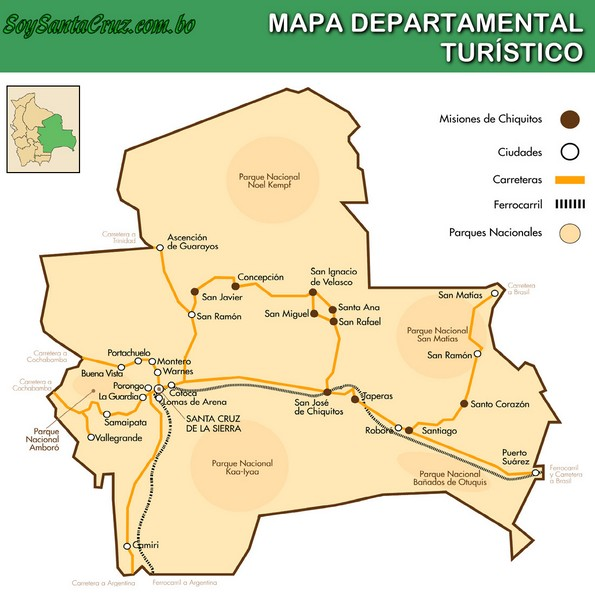 SoySantaCruz.com.bo
MAPA DEPARTAMENTAL
TURÍSTICO
Misiones de Chiquitos
Ciudades
Carreteras
Ferrocarril
Parques Nacionales
Parque Nacional
Noel Kempf
Carretera a
Trinidad
Ascención
de Guarayos
Concepción
San Ignacio
de Velasco
San Javier
Santa Ana
San Miguel
San Rafael
San Ramón
San Matías
Carretera
a Brasil
Parque Nacional
San Matías
San Ramón
Carretera a
Cochabamba
Portachuelo
Montero
Buena Vista
Warnes
Carretera a
Cochabamba
Porongo
Cotoca
La Guardia
Lomas de Arena
Samaipata
SANTA CRUZ
DE LA SIERRA
Parque
Nacional
Amboró
Vallegrande
San José
de Chiquitos
Taperas
Santo Corazón
Roboré
Santiago
Puerto
Suárez
Parque Nacional
Kaa-Iyaa
Parque Nacional
Bañados de Otuquis
Ferrocarril
y Carretera
a Brasil
Camiri
Carretera a Argentina
Ferrocarril a Argentina